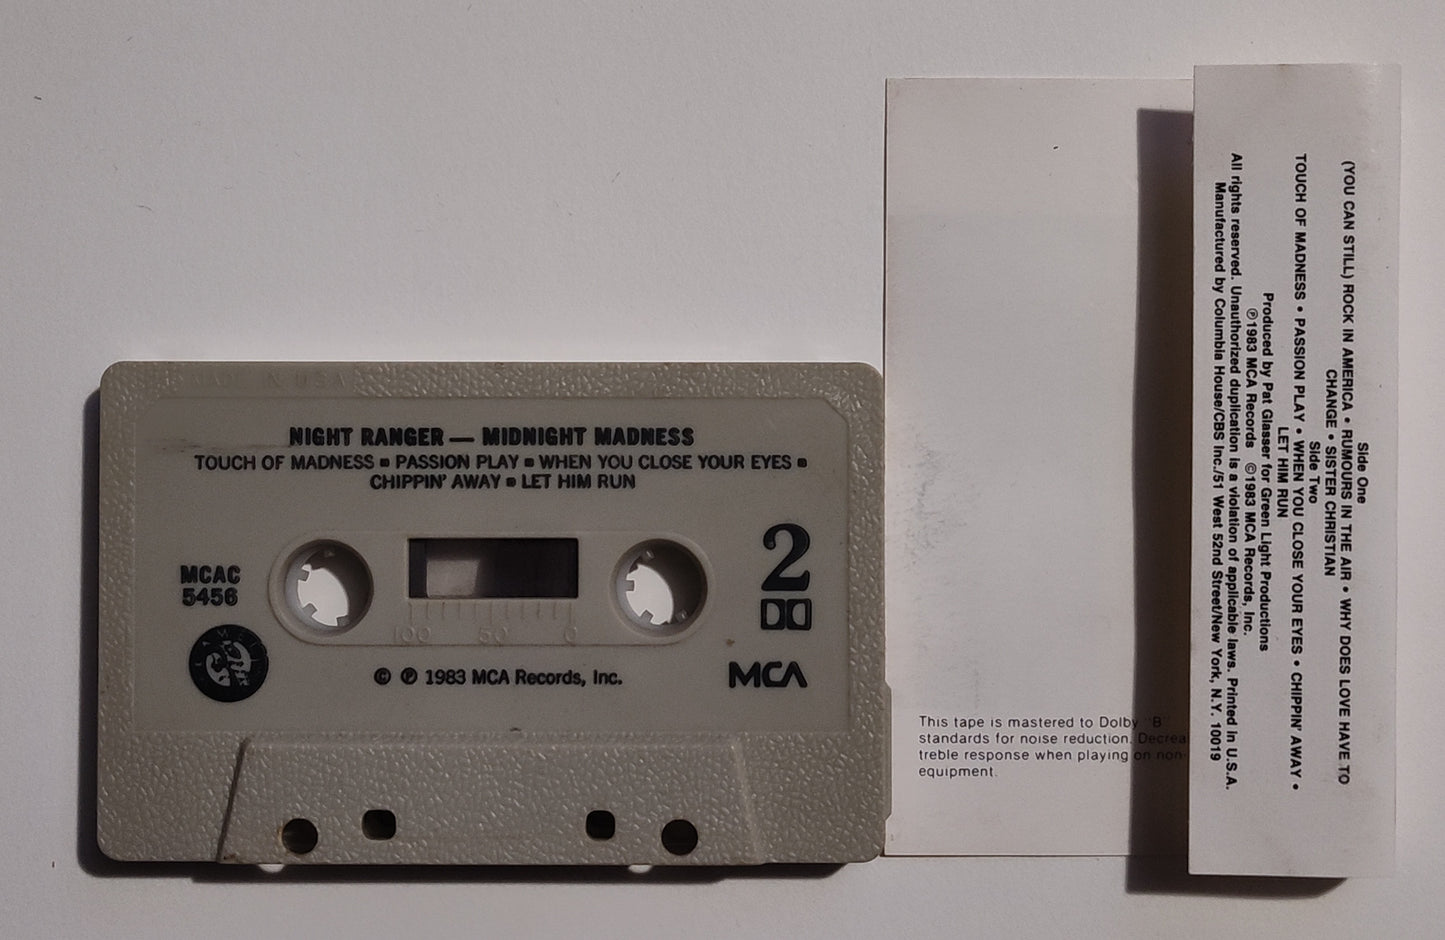 MADE IN USA
NIGHT RANGER — MIDNIGHT MADNESS
TOUCH OF MADNESS ▪ PASSION PLAY ▪ WHEN YOU CLOSE YOUR EYES ▪
CHIPPIN' AWAY ▪ LET HIM RUN
MCAC
5456
2
100 50 0
© ℗ 1983 MCA Records, Inc.
MCA
This tape is mastered to Dolby "B"
standards for noise reduction. Decrea
treble response when playing on non-
equipment.
Side One
(YOU CAN STILL) ROCK IN AMERICA • RUMOURS IN THE AIR • WHY DOES LOVE HAVE TO
CHANGE • SISTER CHRISTIAN
Side Two
TOUCH OF MADNESS • PASSION PLAY • WHEN YOU CLOSE YOUR EYES • CHIPPIN' AWAY •
LET HIM RUN
Produced by Pat Glasser for Green Light Productions
℗1983 MCA Records ©1983 MCA Records, Inc.
All rights reserved. Unauthorized duplication is a violation of applicable laws. Printed in U.S.A.
Manufactured by Columbia House/CBS Inc./51 West 52nd Street/New York, N.Y. 10019